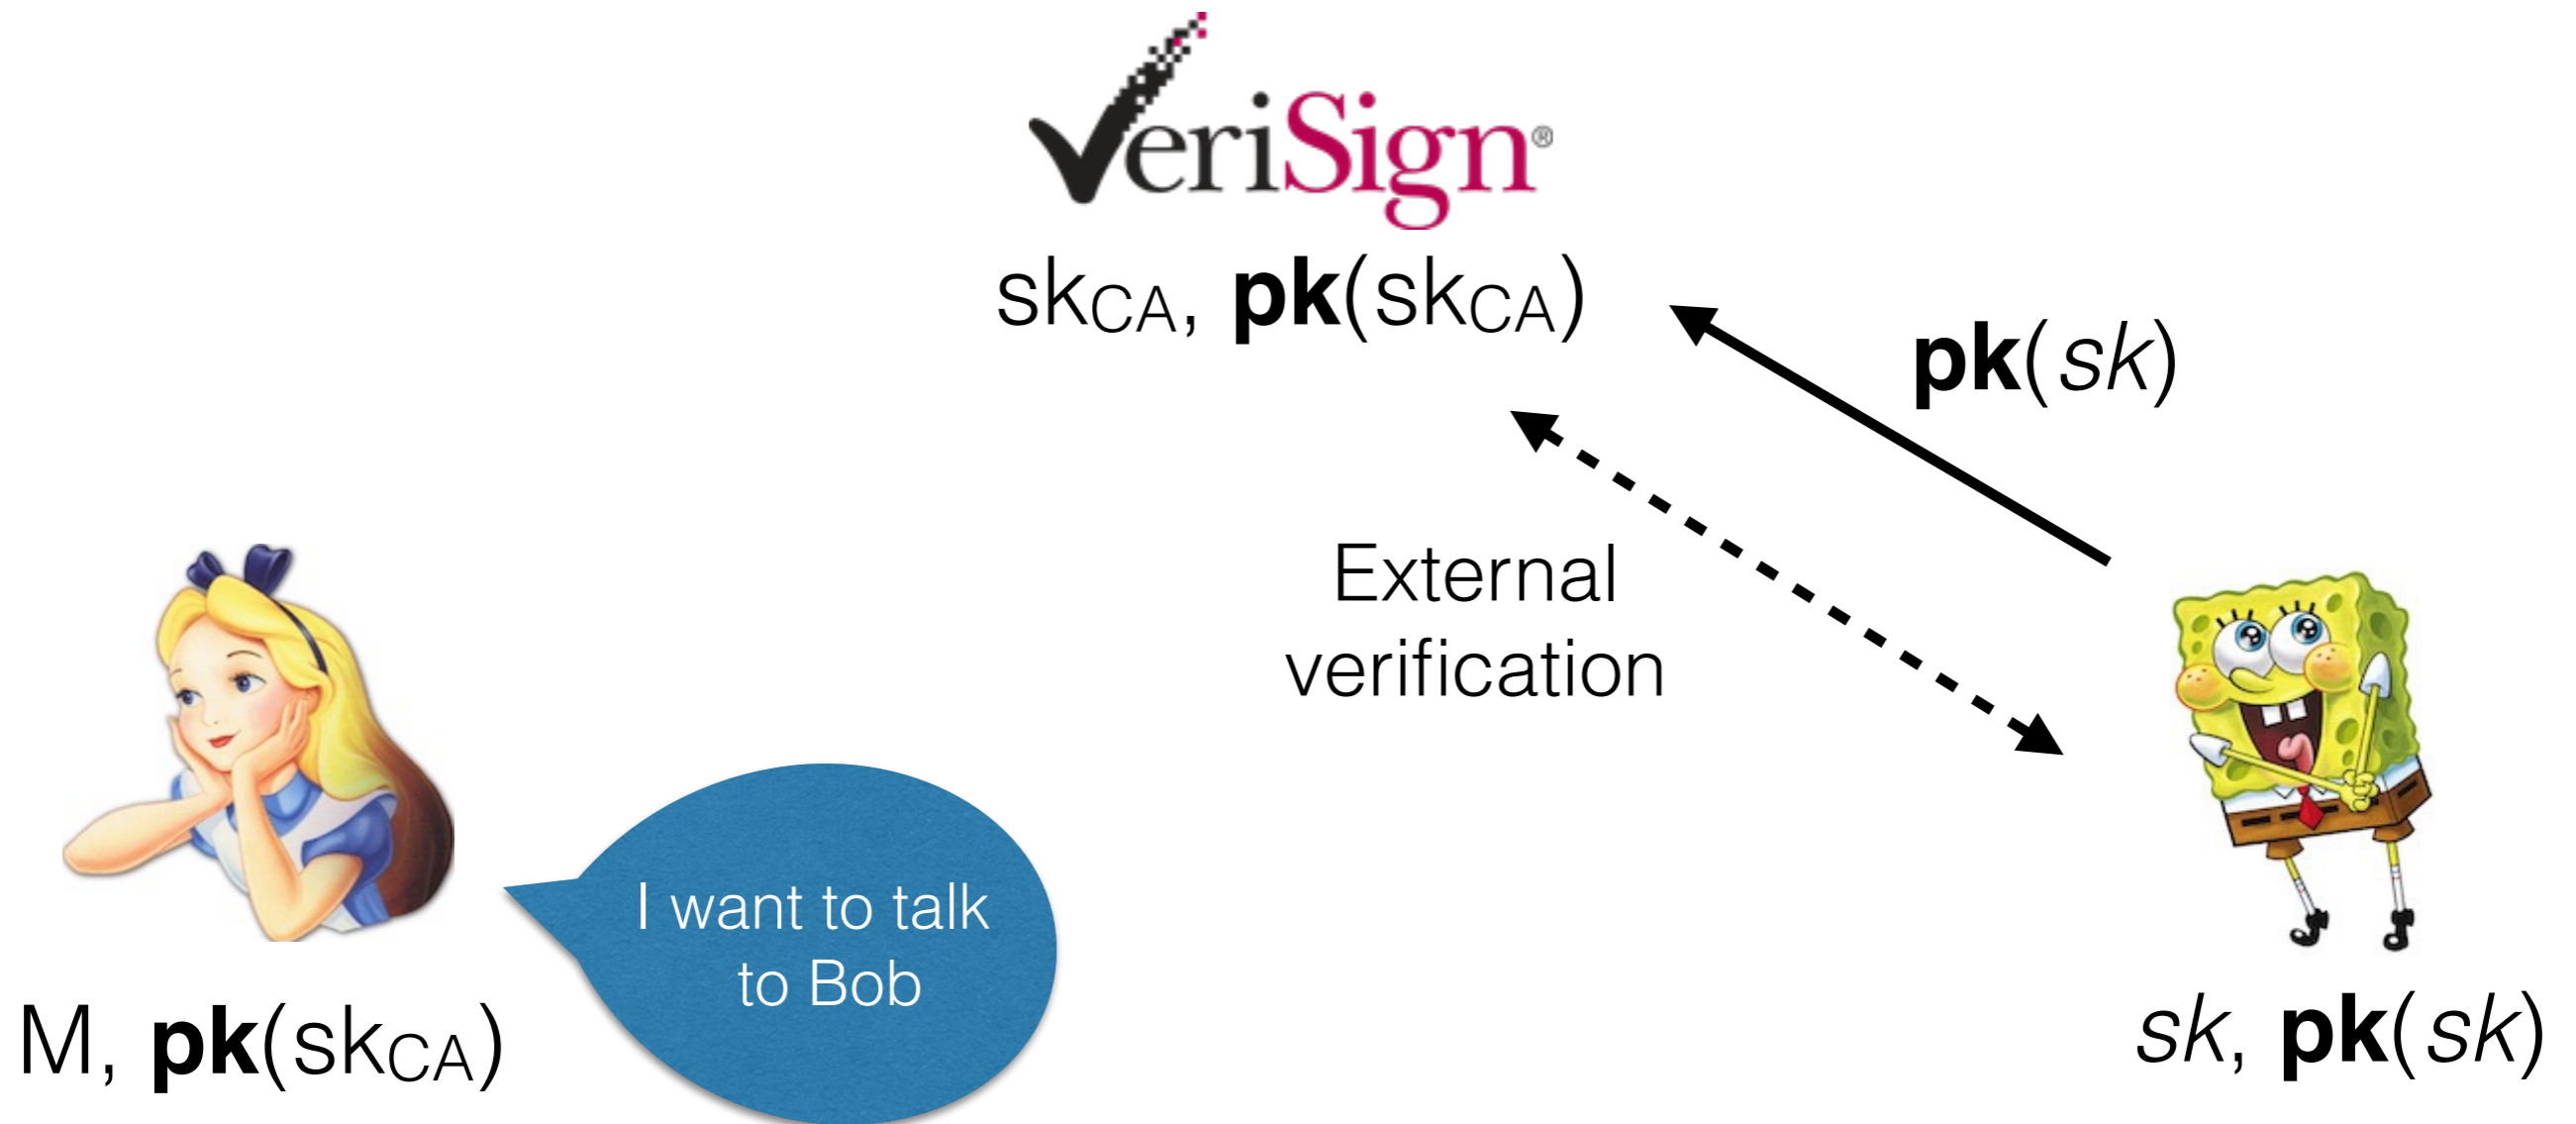 VeriSign®
skCA, pk(skCA)
pk(sk)
External
verification
I want to talk
to Bob
M, pk(skCA)
sk, pk(sk)